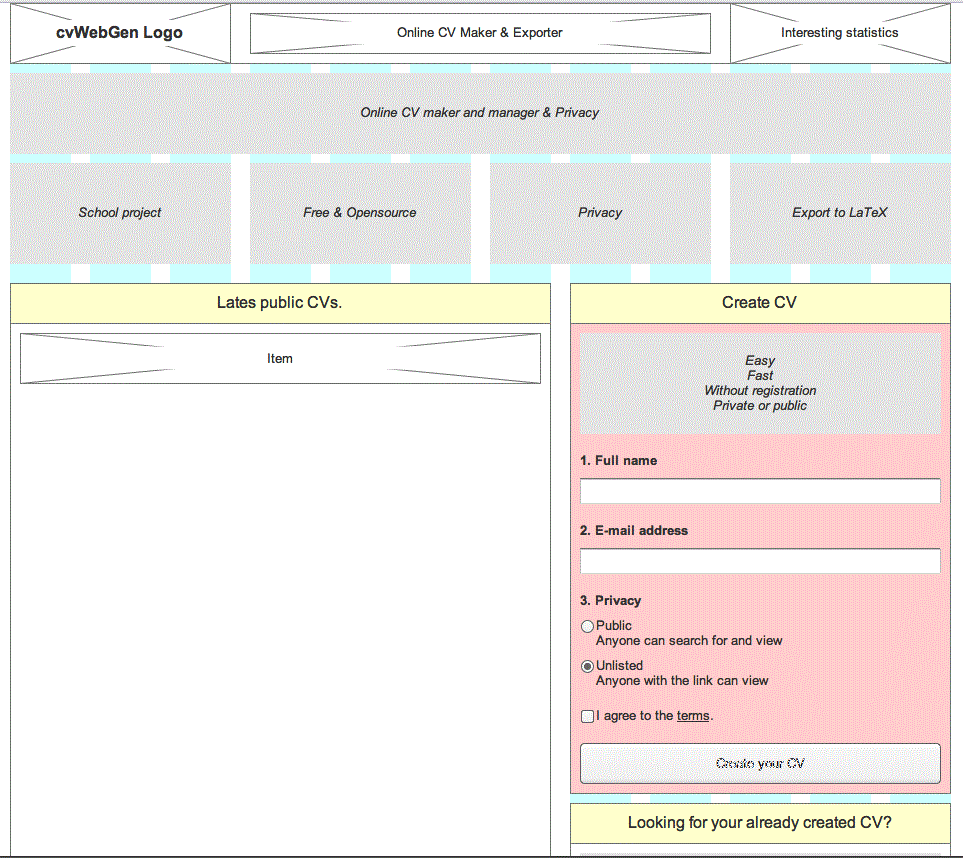 cvWebGen Logo
Online CV Maker & Exporter
Interesting statistics
Online CV maker and manager & Privacy
School project
Free & Opensource
Privacy
Export to LaTeX
Lates public CVs.
Item
Create CV
Easy
Fast
Without registration
Private or public
1. Full name
2. E-mail address
3. Privacy
Public
Anyone can search for and view
Unlisted
Anyone with the link can view
I agree to the terms.
Create your CV
Looking for your already created CV?